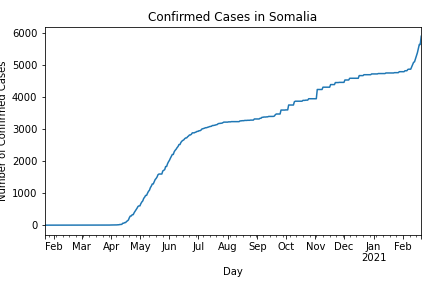 Confirmed Cases in Somalia
Number of Confirmed Cases
6000
5000
4000
3000
2000
1000
0
Feb Mar Apr May Jun Jul Aug Sep Oct Nov Dec Jan Feb
2021
Day